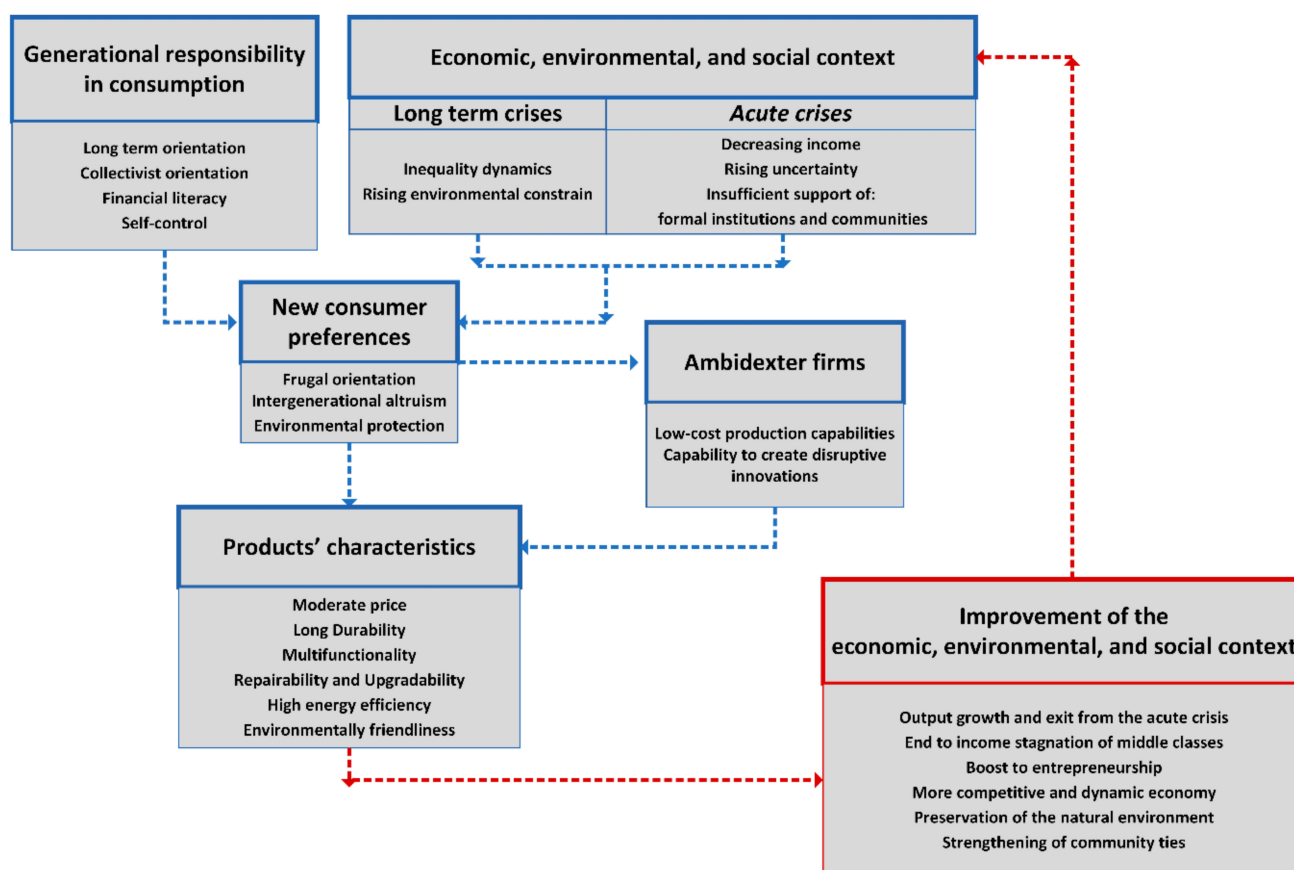 Generational responsibility
in consumption
Long term orientation
Collectivist orientation
Financial literacy
Self-control
Economic, environmental, and social context
Long term crises
Inequality dynamics
Rising environmental constrain
Acute crises
Decreasing income
Rising uncertainty
Insufficient support of:
formal institutions and communities
New consumer
preferences
Frugal orientation
Intergenerational altruism
Environmental protection
Ambidexter firms
Low-cost production capabilities
Capability to create disruptive
innovations
Products’ characteristics
Moderate price
Long Durability
Multifunctionality
Repairability and Upgradability
High energy efficiency
Environmentally friendliness
Improvement of the
economic, environmental, and social context
Output growth and exit from the acute crisis
End to income stagnation of middle classes
Boost to entrepreneurship
More competitive and dynamic economy
Preservation of the natural environment
Strengthening of community ties